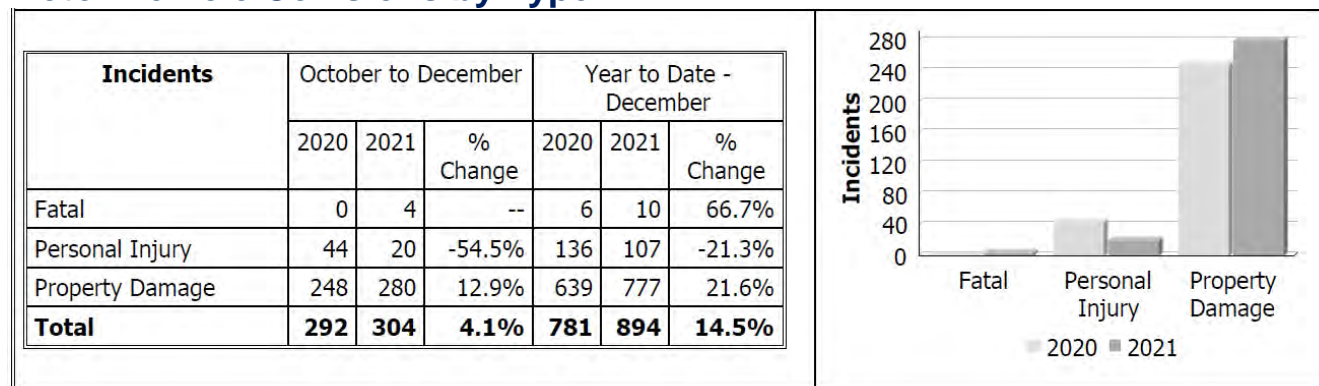 Incidents October to December Year to Date - December
2020 2021 % Change 2020 2021 % Change
Fatal 0 4 -- 6 10 66.7%
Personal Injury 44 20 -54.5% 136 107 -21.3%
Property Damage 248 280 12.9% 639 777 21.6%
Total 292 304 4.1% 781 894 14.5%
Incidents
280
240
200
160
120
80
40
0
Fatal Personal Injury Property Damage
2020 2021